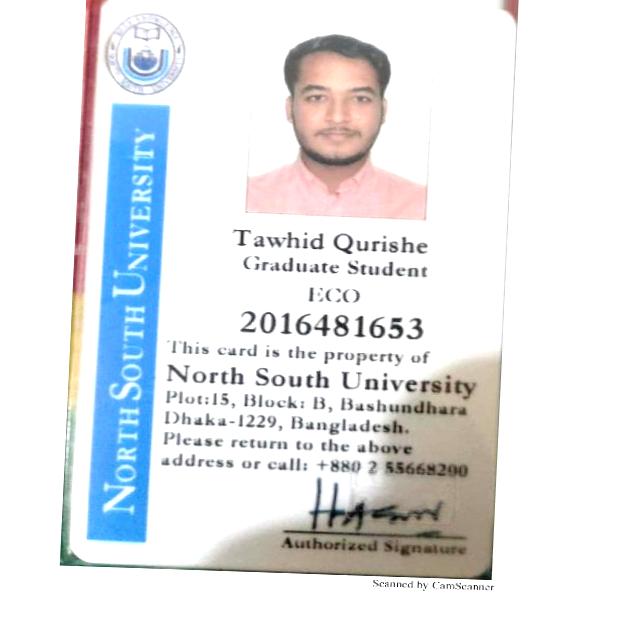 NORTH SOUTH UNIVERSITY
Tawhid Qurishe
Graduate Student
ECO
2016481653
This card is the property of
North South University
Plot:15, Block: B, Bashundhara
Dhaka-1229, Bangladesh.
Please return to the above
address or call: +880 2 55668200
Authorized Signature
Scanned by CamScanner